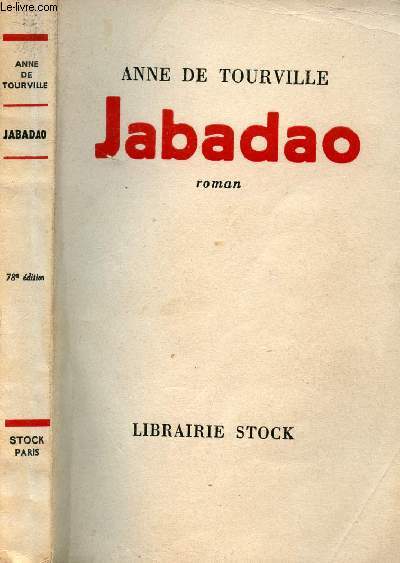 Le-Livre.com
ANNE
DE
TOURVILLE
JABADAO
78e édition
STOCK
PARIS
ANNE DE TOURVILLE
Jabadao
roman
LIBRAIRIE STOCK